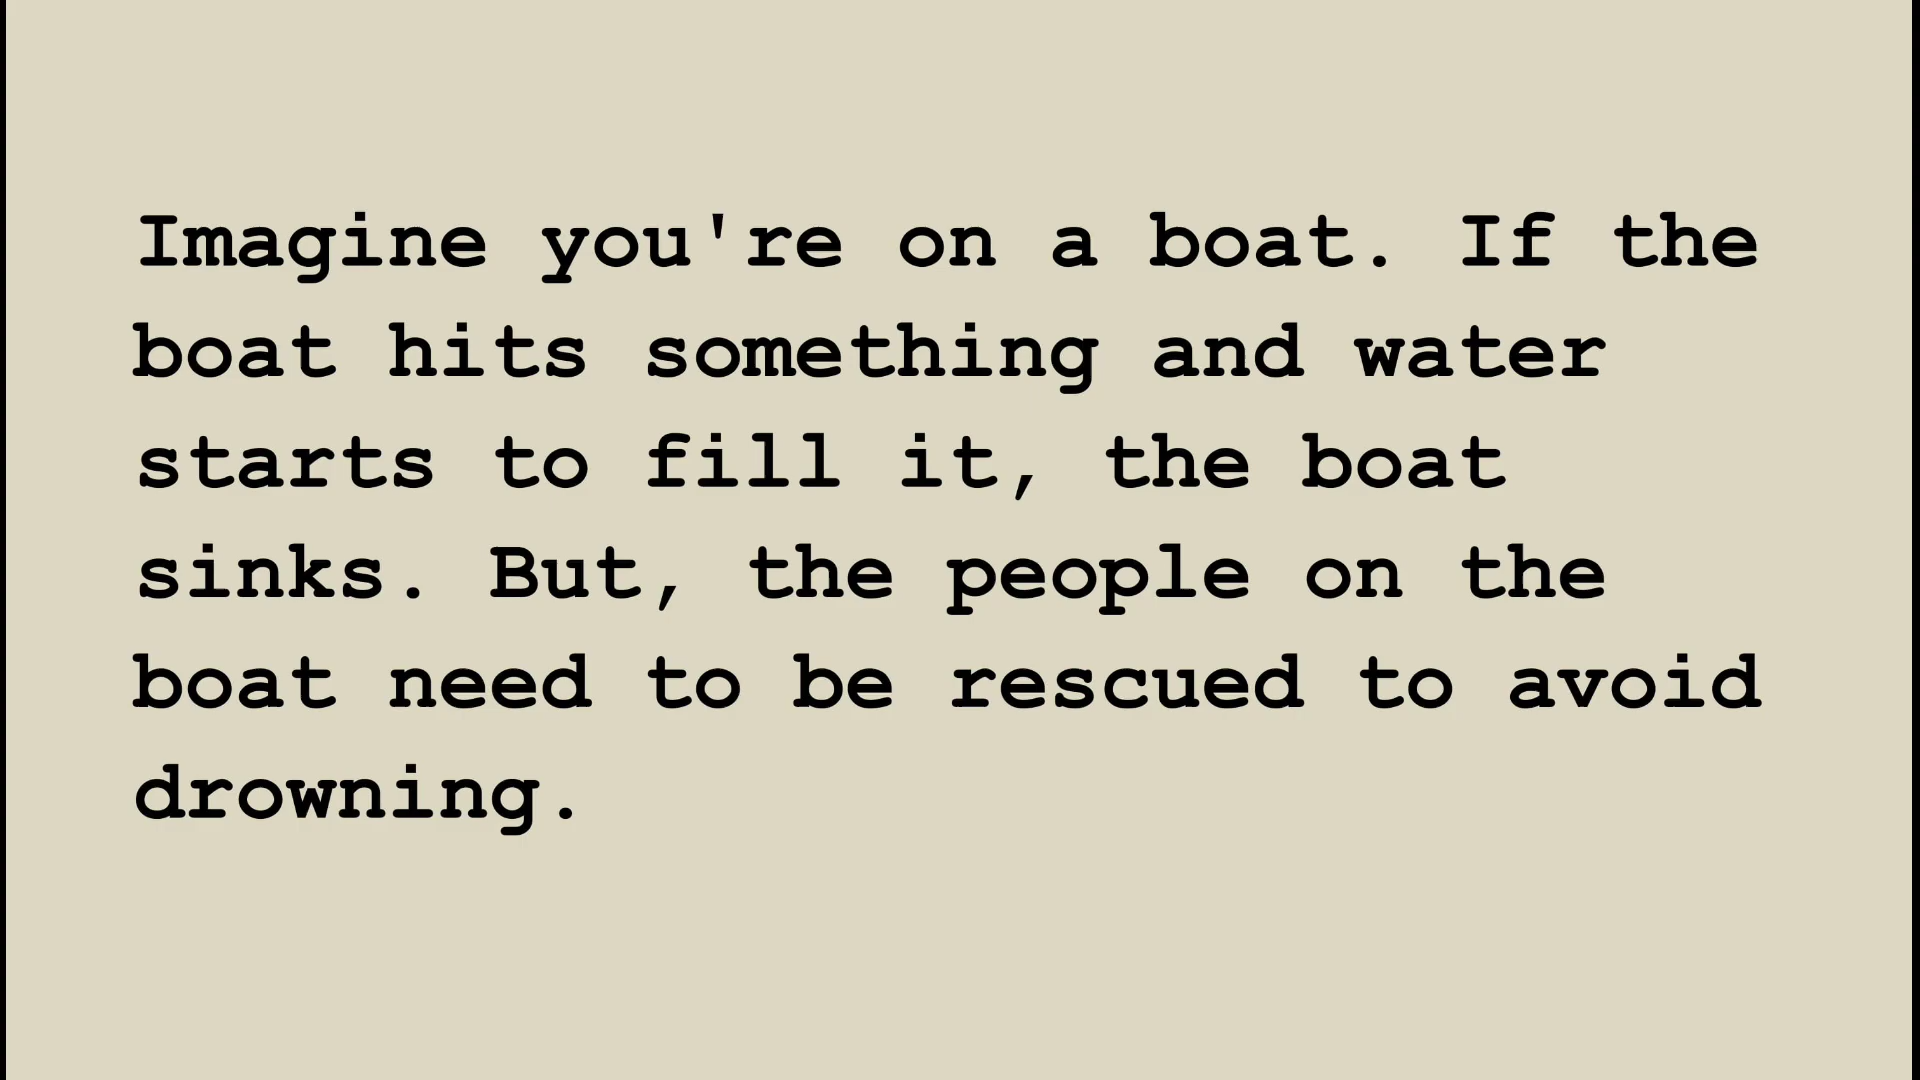 Imagine you're on a boat. If the
boat hits something and water
starts to fill it, the boat
sinks. But, the people on the
boat need to be rescued to avoid
drowning.